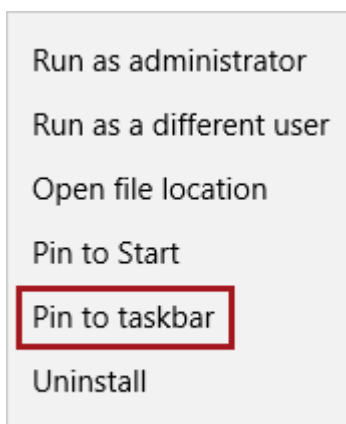 Run as administrator
Run as a different user
Open file location
Pin to Start
Pin to taskbar
Uninstall